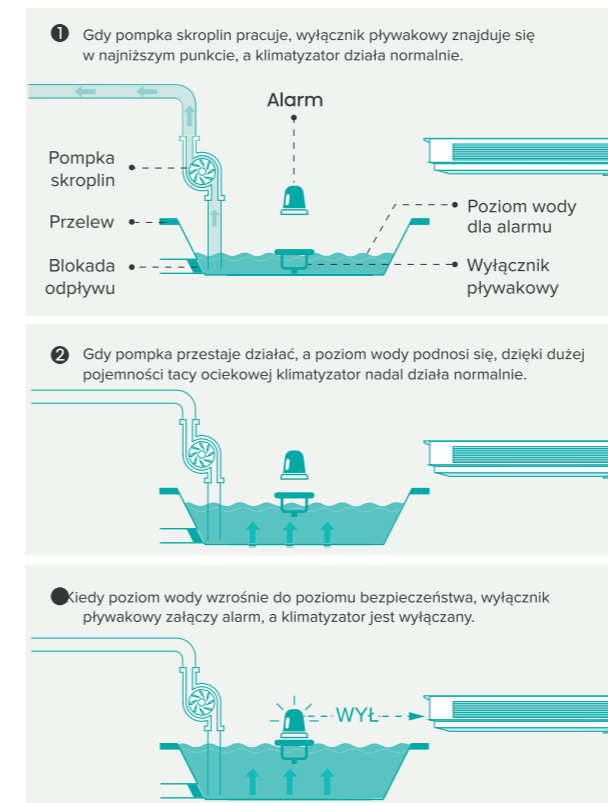 ❶ Gdy pompka skroplin pracuje, wyłącznik pływakowy znajduje się
w najniższym punkcie, a klimatyzator działa normalnie.
Alarm
Pompka
skroplin
Przelew
Blokada
odpływu
Poziom wody
dla alarmu
Wyłącznik
pływakowy
❷ Gdy pompka przestaje działać, a poziom wody podnosi się, dzięki dużej
pojemności tacy ociekowej klimatyzator nadal działa normalnie.
Kiedy poziom wody wzrośnie do poziomu bezpieczeństwa, wyłącznik
pływakowy załączy alarm, a klimatyzator jest wyłączany.
WYŁ